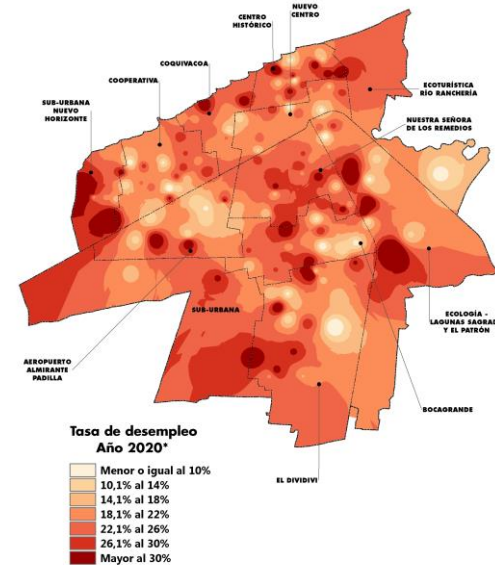 NUEVO
CENTRO
CENTRO
HISTÓRICO
COQUIVACOA
COOPERATIVA
SUB-URBANA
NUEVO
HORIZONTE
ECOTURÍSTICA
RÍO RANCHERÍA
NUESTRA SEÑORA
DE LOS REMEDIOS
SUB-URBANA
ECOLOGÍA -
LAGUNAS SAGRAD
Y EL PATRÓN
AEROPUERTO
ALMIRANTE
PADILLA
BOCAGRANDE
EL DIVIDIVI
Tasa de desempleo
Año 2020*
Menor o igual al 10%
10,1% al 14%
14,1% al 18%
18,1% al 22%
22,1% al 26%
26,1% al 30%
Mayor al 30%